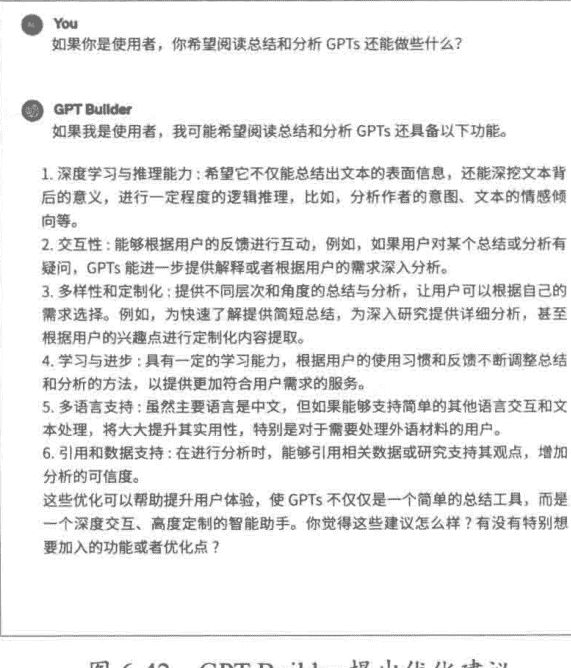 You
如果你是使用者，你希望阅读总结和分析 GPTs 还能做些什么？
GPT Builder
如果我是使用者，我可能希望阅读总结和分析 GPTs 还具备以下功能。
1. 深度学习与推理能力：希望它不仅能总结出文本的表面信息，还能深挖文本背
后的意义，进行一定程度的逻辑推理，比如，分析作者的意图、文本的情感倾
向等。
2. 交互性：能够根据用户的反馈进行互动，例如，如果用户对某个总结或分析有
疑问，GPTs 能进一步提供解释或者根据用户的需求深入分析。
3. 多样性和定制化：提供不同层次和角度的总结与分析，让用户可以根据自己的
需求选择。例如，为快速了解提供简短总结，为深入研究提供详细分析，甚至
根据用户的兴趣点进行定制化内容提取。
4. 学习与进步：具有一定的学习能力，根据用户的使用习惯和反馈不断调整总结
和分析的方法，以提供更加符合用户需求的服务。
5. 多语言支持：虽然主要语言是中文，但如果能够支持简单的其他语言交互和文
本处理，将大大提升其实用性，特别是对于需要处理外语材料的用户。
6. 引用和数据支持：在进行分析时，能够引用相关数据或研究支持其观点，增加
分析的可信度。
这些优化可以帮助提升用户体验，使 GPTs 不仅仅是一个简单的总结工具，而是
一个深度交互、高度定制的智能助手。你觉得这些建议怎么样？有没有特别想
要加入的功能或者优化点？
图 6-42 GPT Builder 提出优化建议